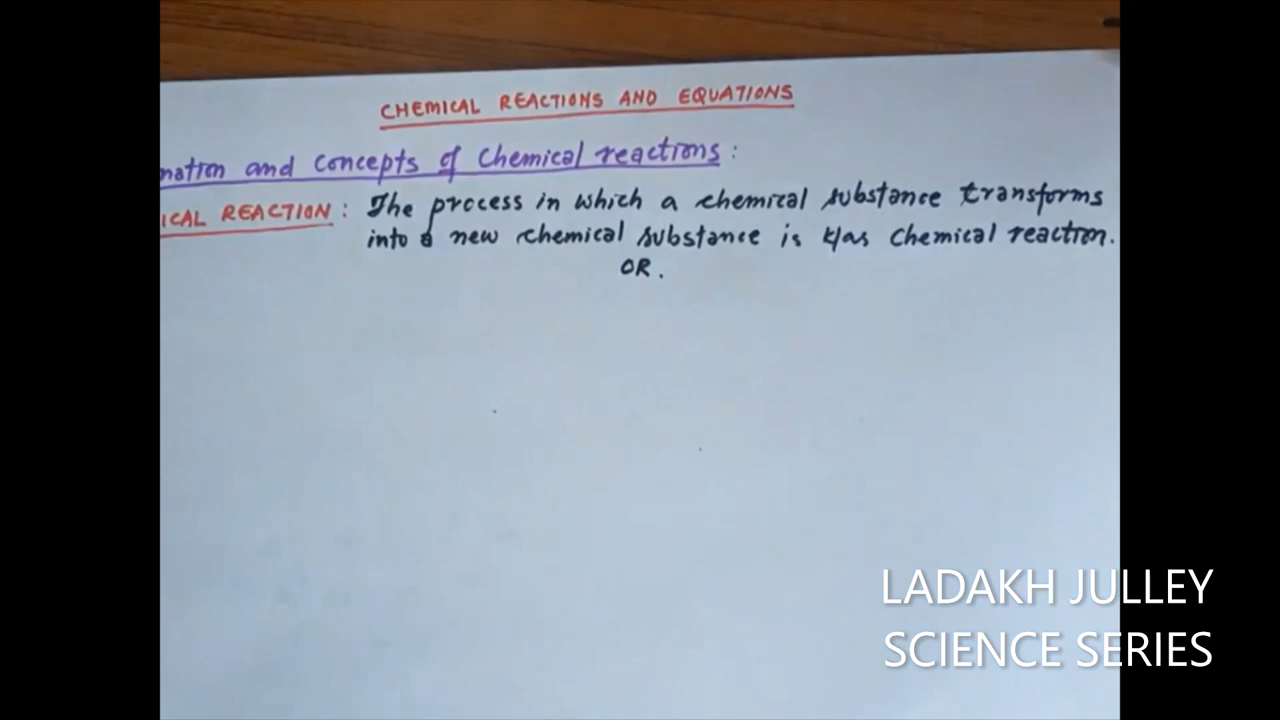 CHEMICAL REACTIONS AND EQUATIONS
mation and concepts of chemical reactions :
ICAL REACTION : The process in which a chemical substance transforms
into a new chemical substance is k/as chemical reaction.
OR.
LADAKH JULLEY
SCIENCE SERIES